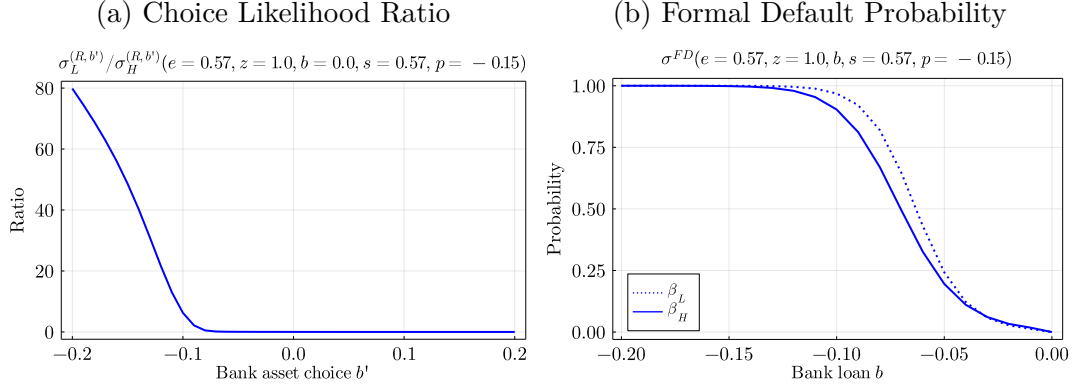 (a) Choice Likelihood Ratio
σ_L^{(R,b')}/σ_H^{(R,b')}(e = 0.57, z = 1.0, b = 0.0, s = 0.57, p = − 0.15)
80
60
40
20
0
Ratio
−0.2
−0.1
0.0
0.1
0.2
Bank asset choice b'
(b) Formal Default Probability
σ^{FD}(e = 0.57, z = 1.0, b, s = 0.57, p = − 0.15)
1.00
0.75
0.50
0.25
0.00
Probability
β_L
β_H
−0.20
−0.15
−0.10
−0.05
0.00
Bank loan b